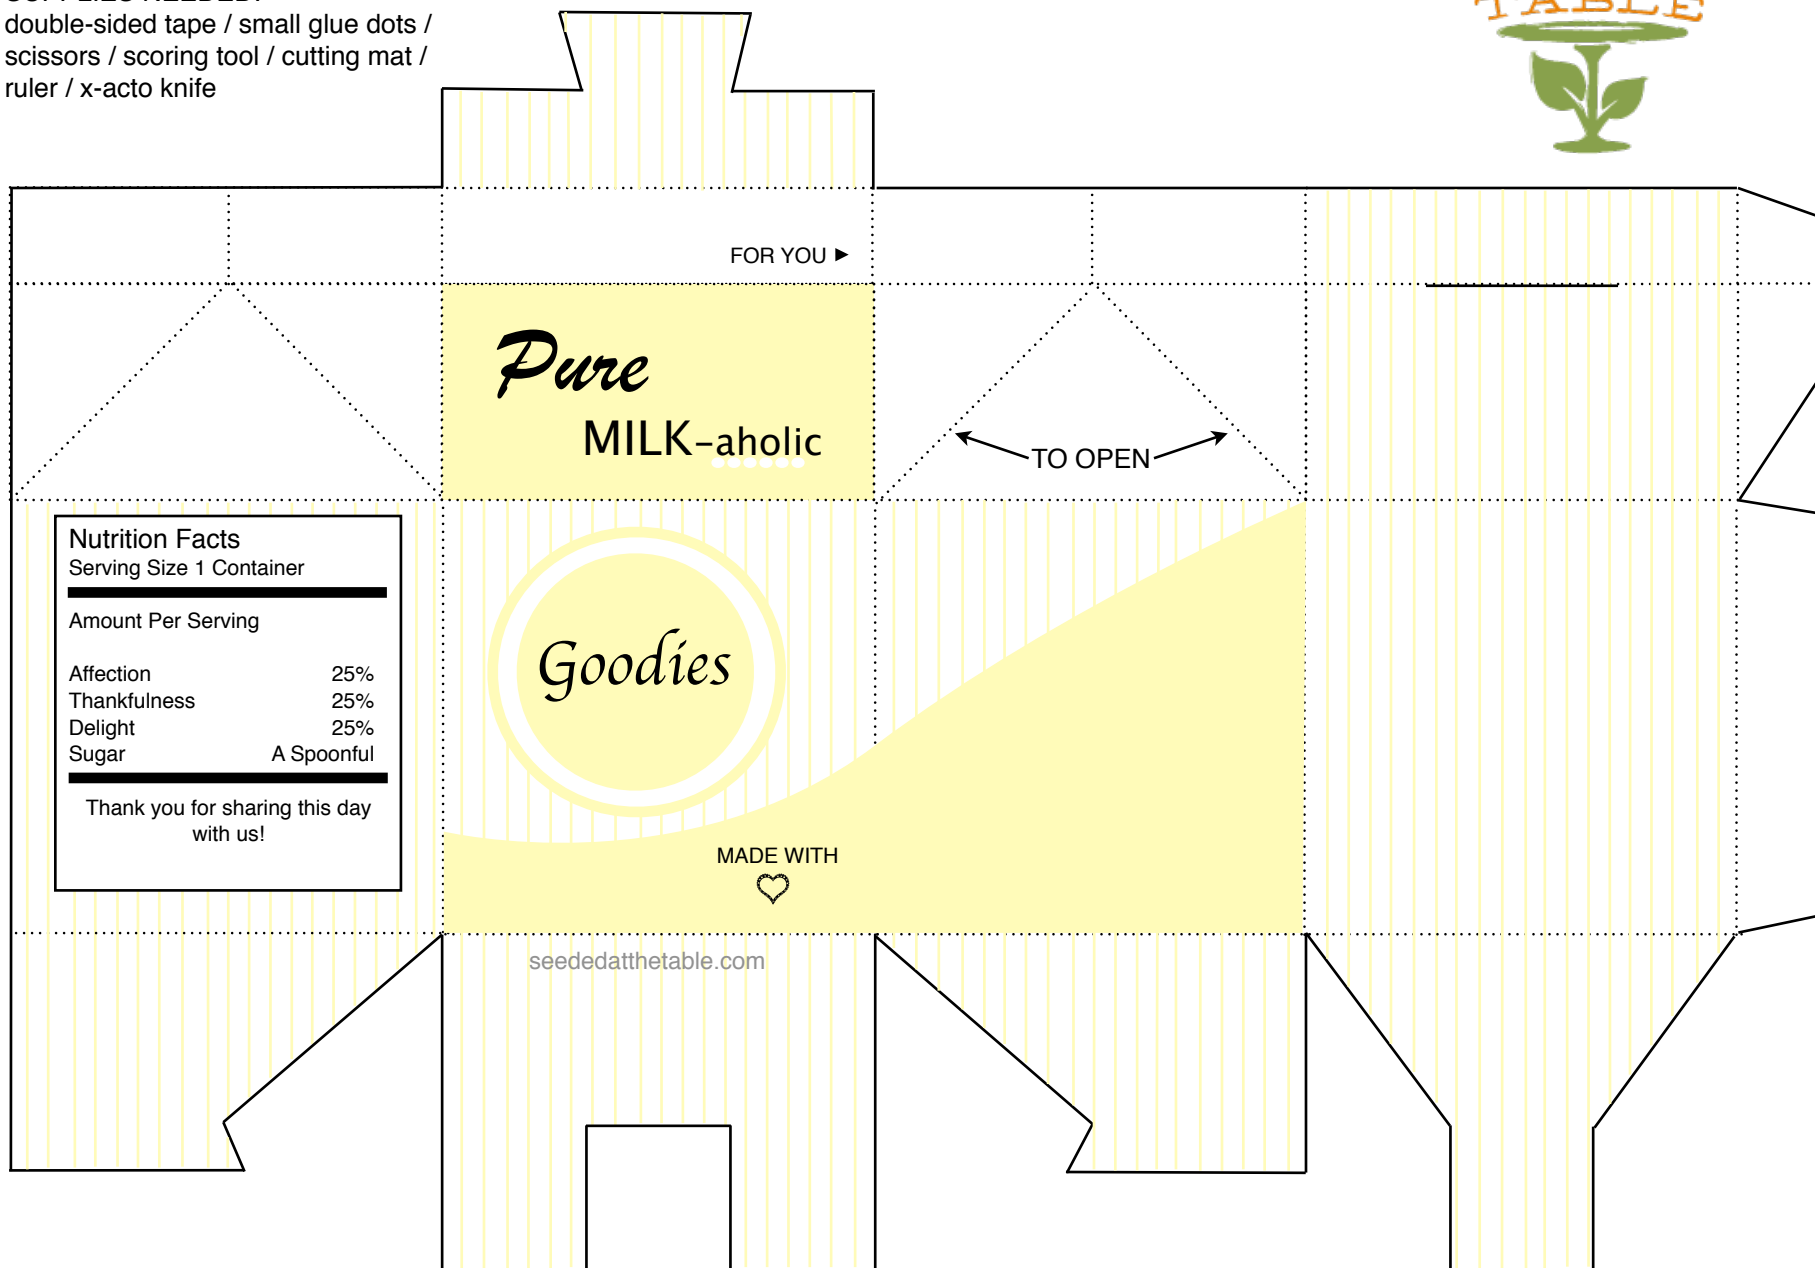 double-sided tape / small glue dots /
scissors / scoring tool / cutting mat /
ruler / x-acto knife
TABLE
FOR YOU ►
Pure
MILK-aholic
TO OPEN
Nutrition Facts
Serving Size 1 Container
Amount Per Serving
Affection 25%
Thankfulness 25%
Delight 25%
Sugar A Spoonful
Thank you for sharing this day
with us!
Goodies
MADE WITH
seededatthetable.com